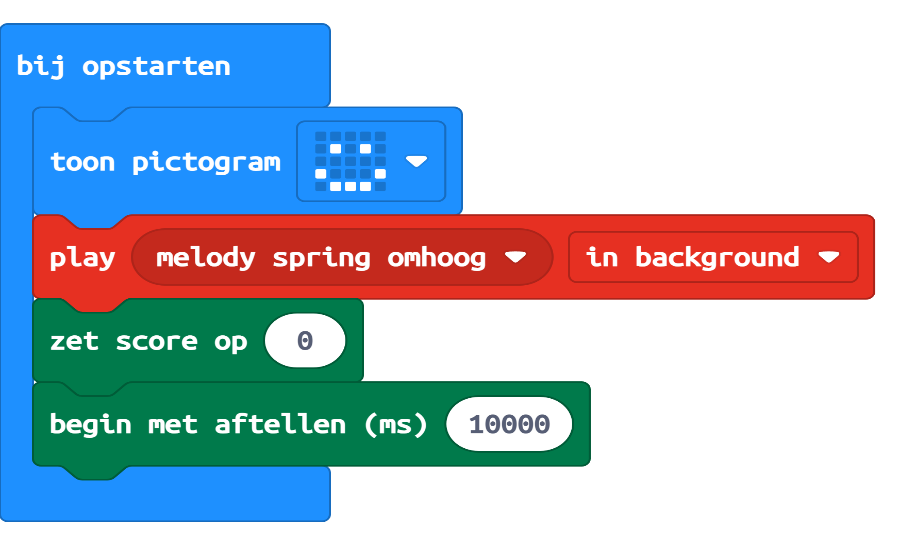 bij opstarten
toon pictogram
play melody spring omhoog in background
zet score op 0
begin met aftellen (ms) 10000